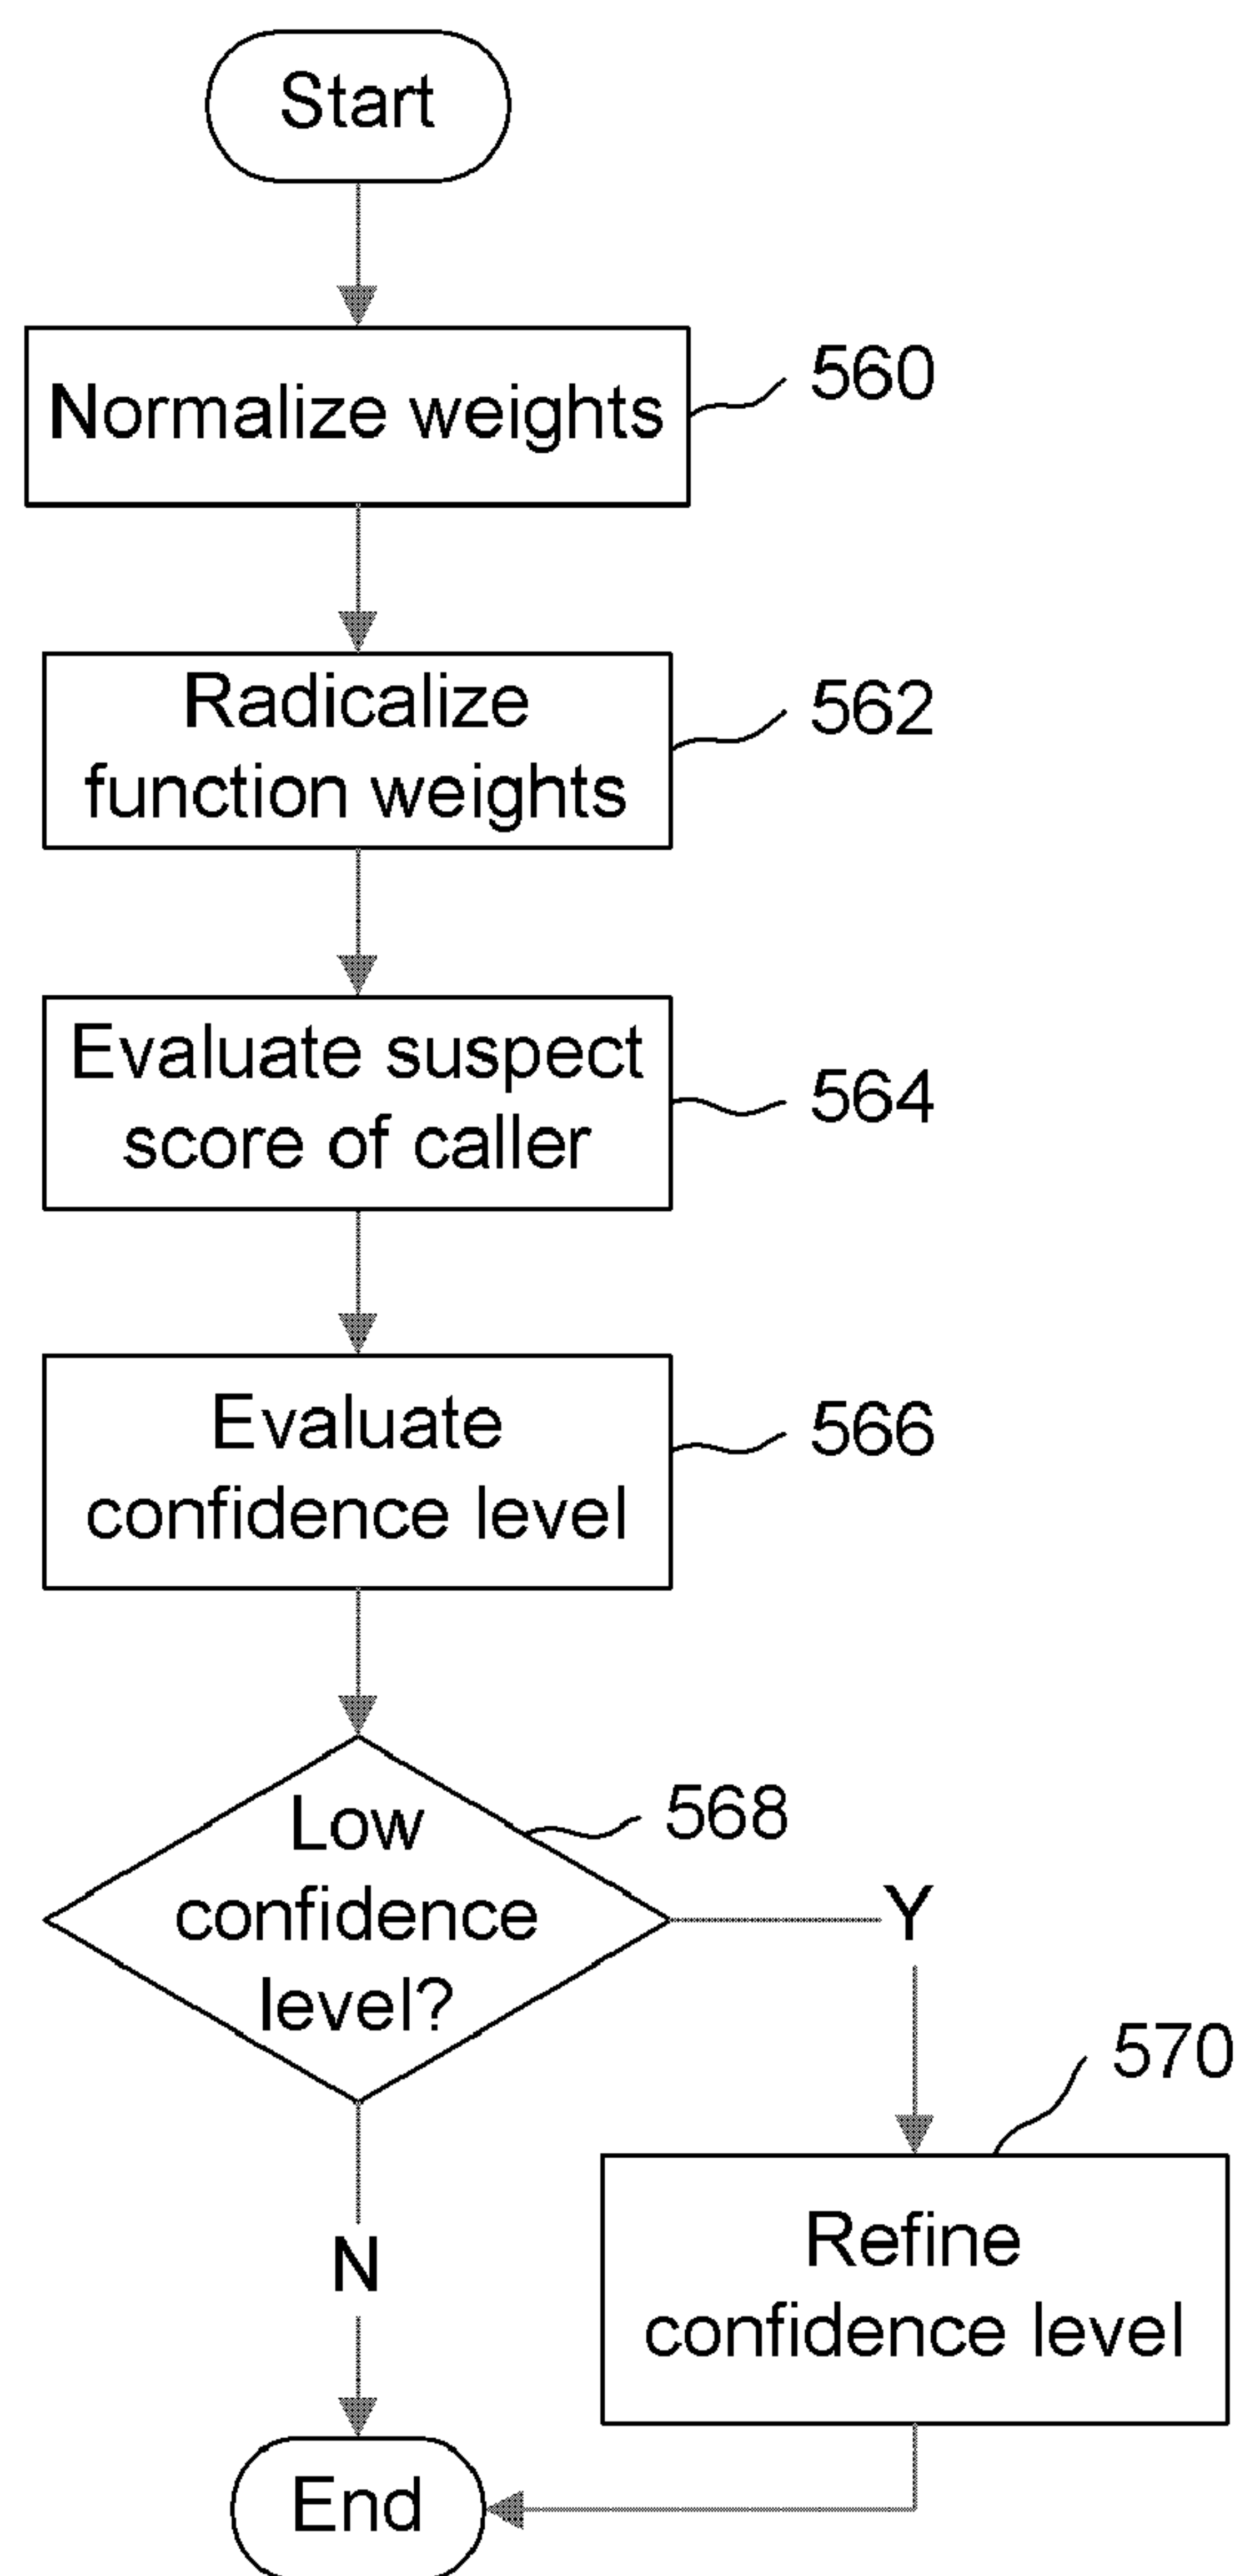 Start
Normalize weights
560
Radicalize
function weights
562
Evaluate suspect
score of caller
564
Evaluate
confidence level
566
Low
confidence
level?
568
Y
570
Refine
confidence level
N
End